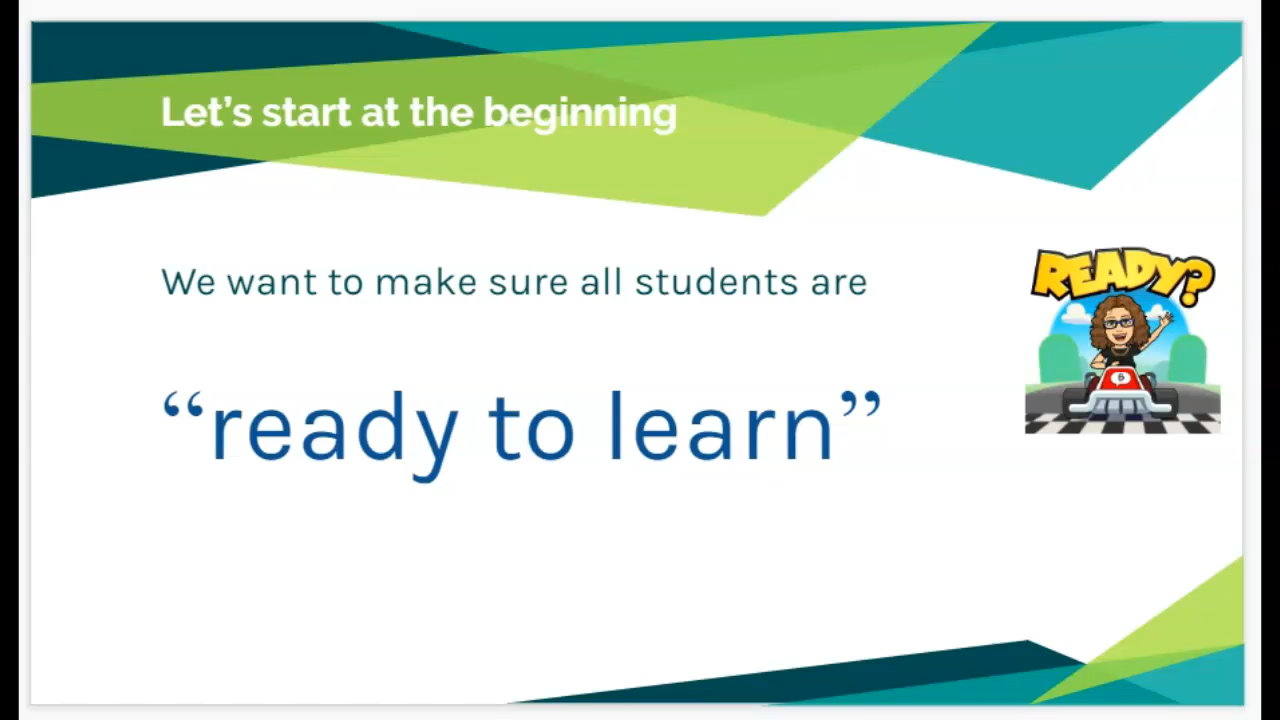 Let’s start at the beginning
We want to make sure all students are
READY?
“ready to learn”